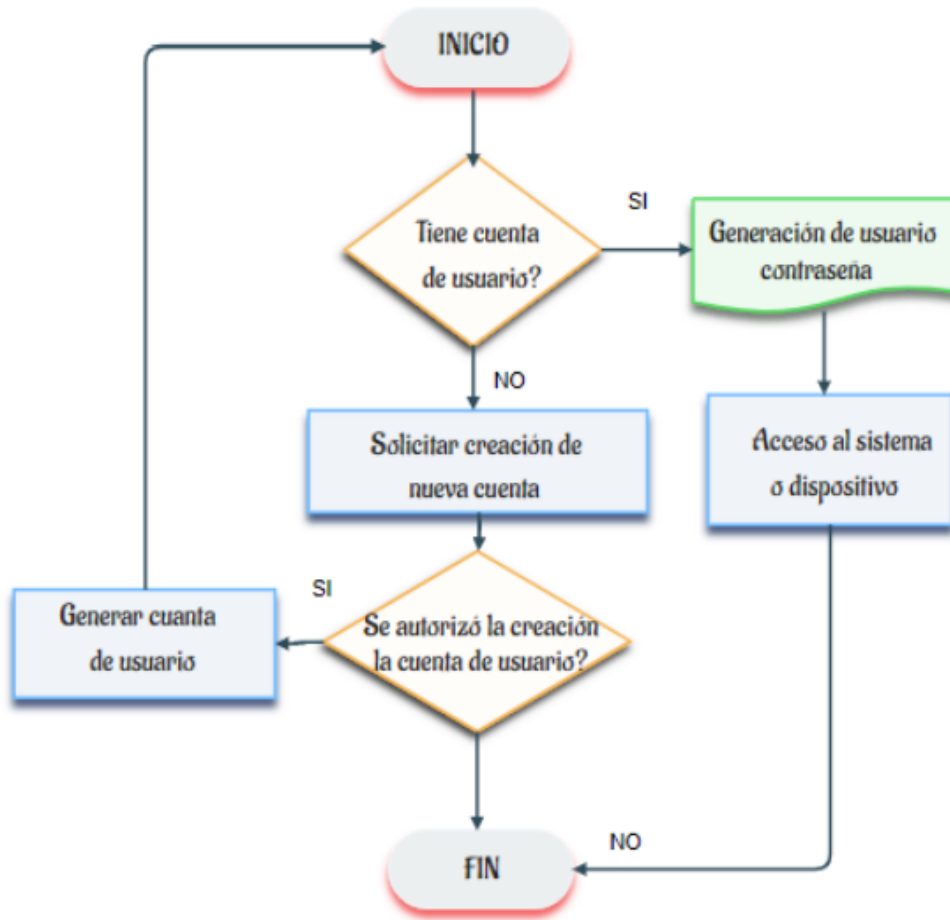 INICIO
Tiene cuenta
de usuario?
SI
Generación de usuario
contraseña
NO
Solicitar creación de
nueva cuenta
Acceso al sistema
o dispositivo
SI
Generar cuanta
de usuario
Se autorizó la creación
la cuenta de usuario?
NO
FIN